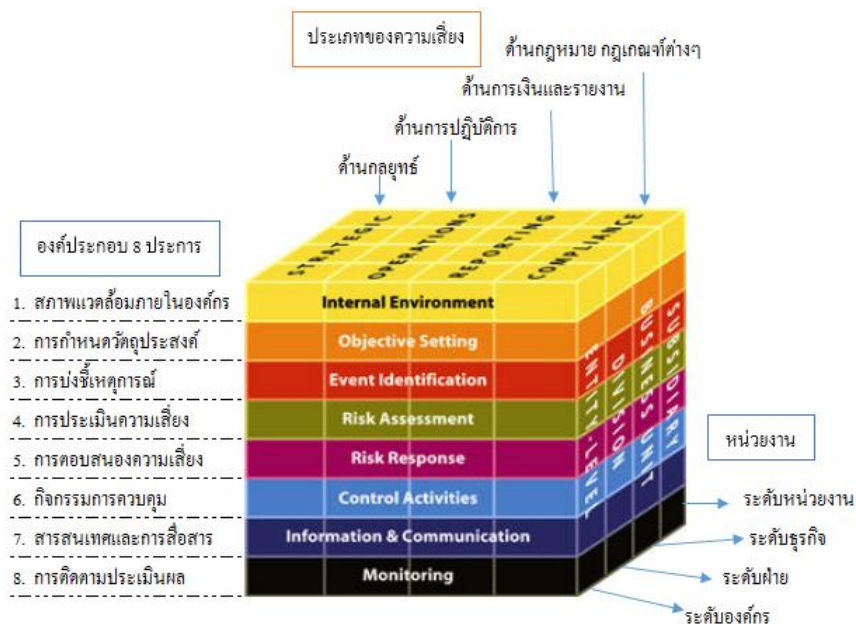 ประเภทของความเสี่ยง
ด้านกฎหมาย กฎเกณฑ์ต่างๆ
ด้านการเงินและรายงาน
ด้านการปฏิบัติการ
ด้านกลยุทธ์
องค์ประกอบ 8 ประการ
STRATEGIC
OPERATIONS
REPORTING
COMPLIANCE
1. สภาพแวดล้อมภายในองค์กร
Internal Environment
2. การกำหนดวัตถุประสงค์
Objective Setting
3. การบ่งชี้เหตุการณ์
Event Identification
4. การประเมินความเสี่ยง
Risk Assessment
5. การตอบสนองความเสี่ยง
Risk Response
6. กิจกรรมการควบคุม
Control Activities
7. สารสนเทศและการสื่อสาร
Information & Communication
8. การติดตามประเมินผล
Monitoring
ENTITY-LEVEL
DIVISION
BUSINESS UNIT
SUBSIDIARY
หน่วยงาน
ระดับหน่วยงาน
ระดับธุรกิจ
ระดับฝ่าย
ระดับองค์กร